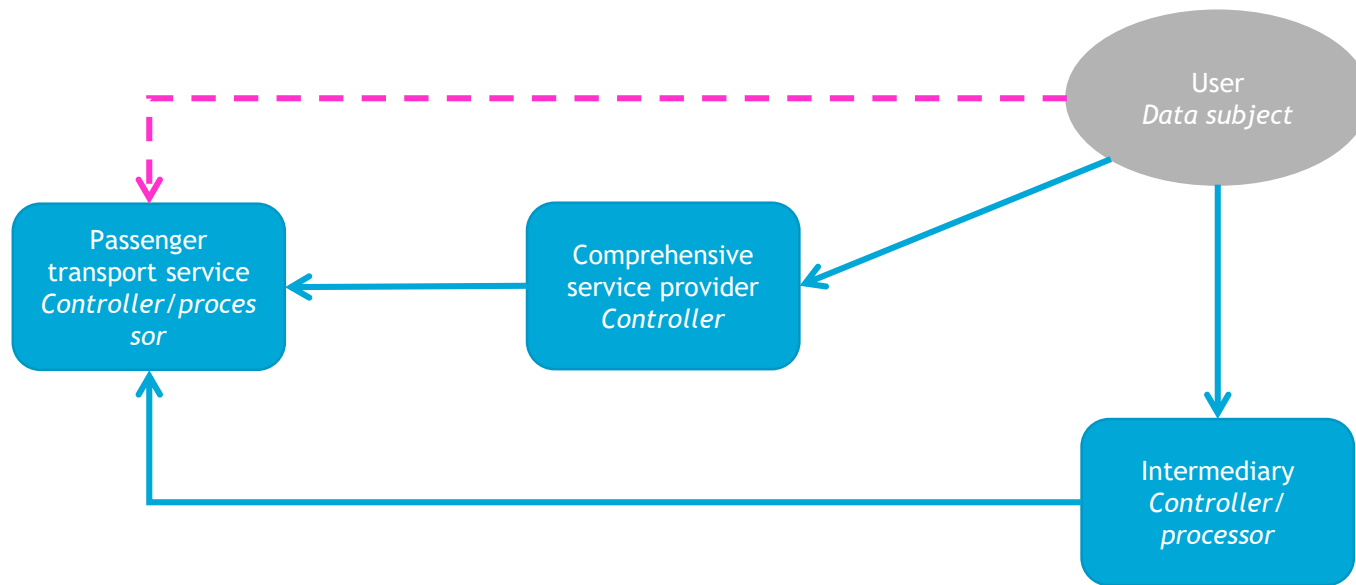 User
Data subject
Passenger
transport service
Controller/proces
sor
Comprehensive
service provider
Controller
Intermediary
Controller/
processor